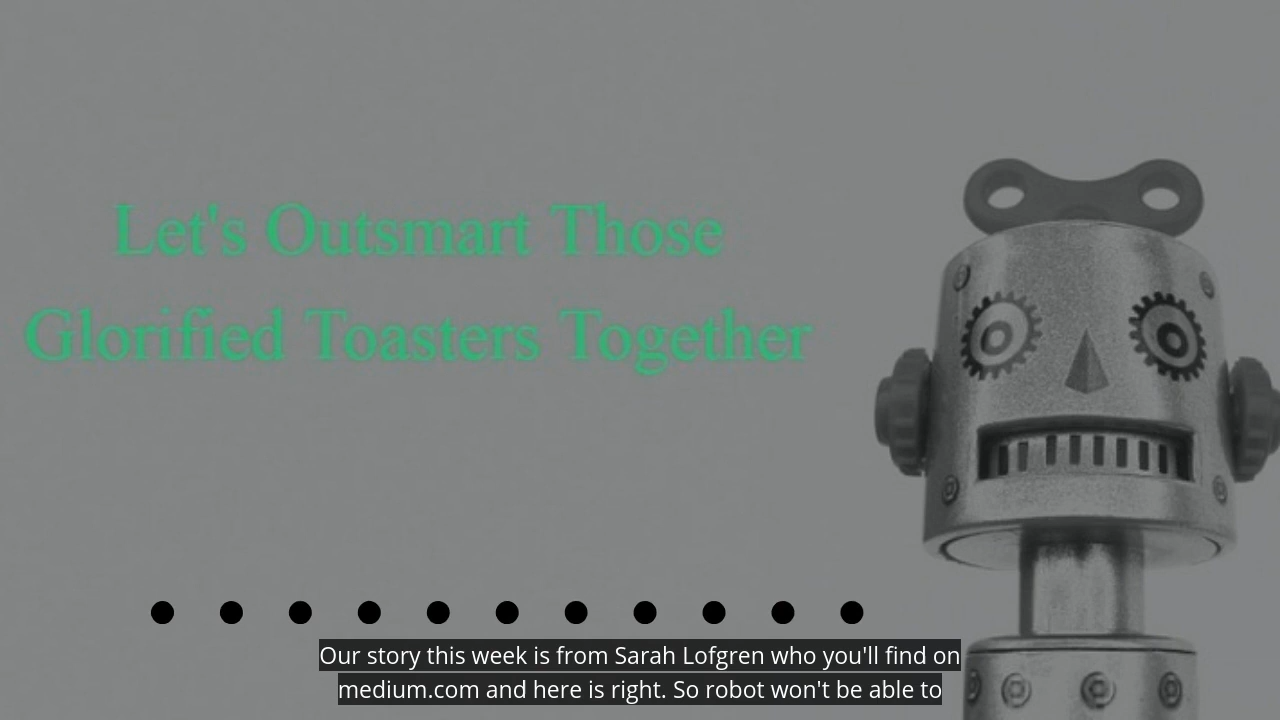 Let's Outsmart Those
Glorified Toasters Together
Our story this week is from Sarah Lofgren who you'll find on
medium.com and here is right. So robot won't be able to